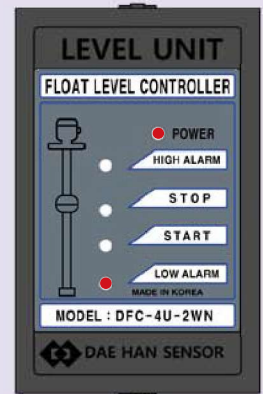 LEVEL UNIT
FLOAT LEVEL CONTROLLER
POWER
HIGH ALARM
STOP
START
LOW ALARM
MADE IN KOREA
MODEL : DFC-4U-2WN
DAE HAN SENSOR